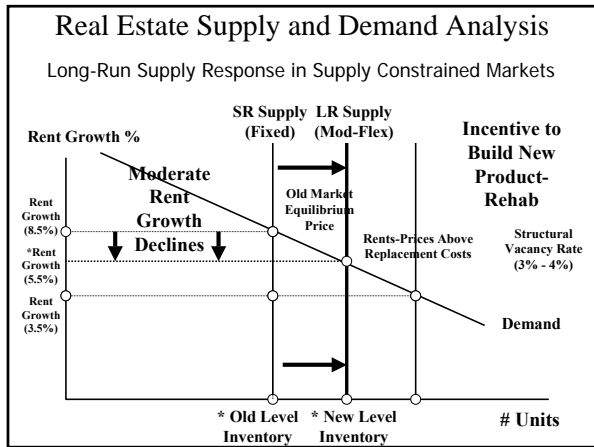 Real Estate Supply and Demand Analysis
Long-Run Supply Response in Supply Constrained Markets
Rent Growth %
SR Supply
(Fixed)
LR Supply
(Mod-Flex)
Incentive to
Build New
Product-
Rehab
Moderate
Rent
Growth
Declines
Old Market
Equilibrium
Price
Rent
Growth
(8.5%)
*Rent
Growth
(5.5%)
Rent
Growth
(3.5%)
Rents-Prices Above
Replacement Costs
Structural
Vacancy Rate
(3% - 4%)
Demand
* Old Level
Inventory
* New Level
Inventory
# Units